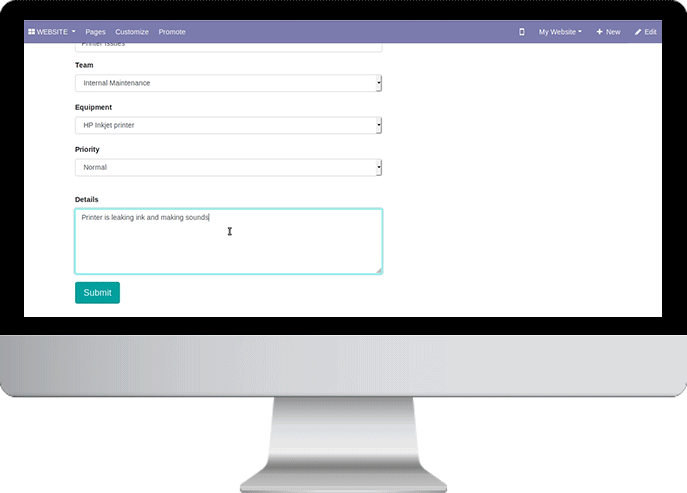 WEBSITE Pages Customize Promote My Website New Edit
Printer issues
Team
Internal Maintenance
Equipment
HP Inkjet printer
Priority
Normal
Details
Printer is leaking ink and making sounds
Submit